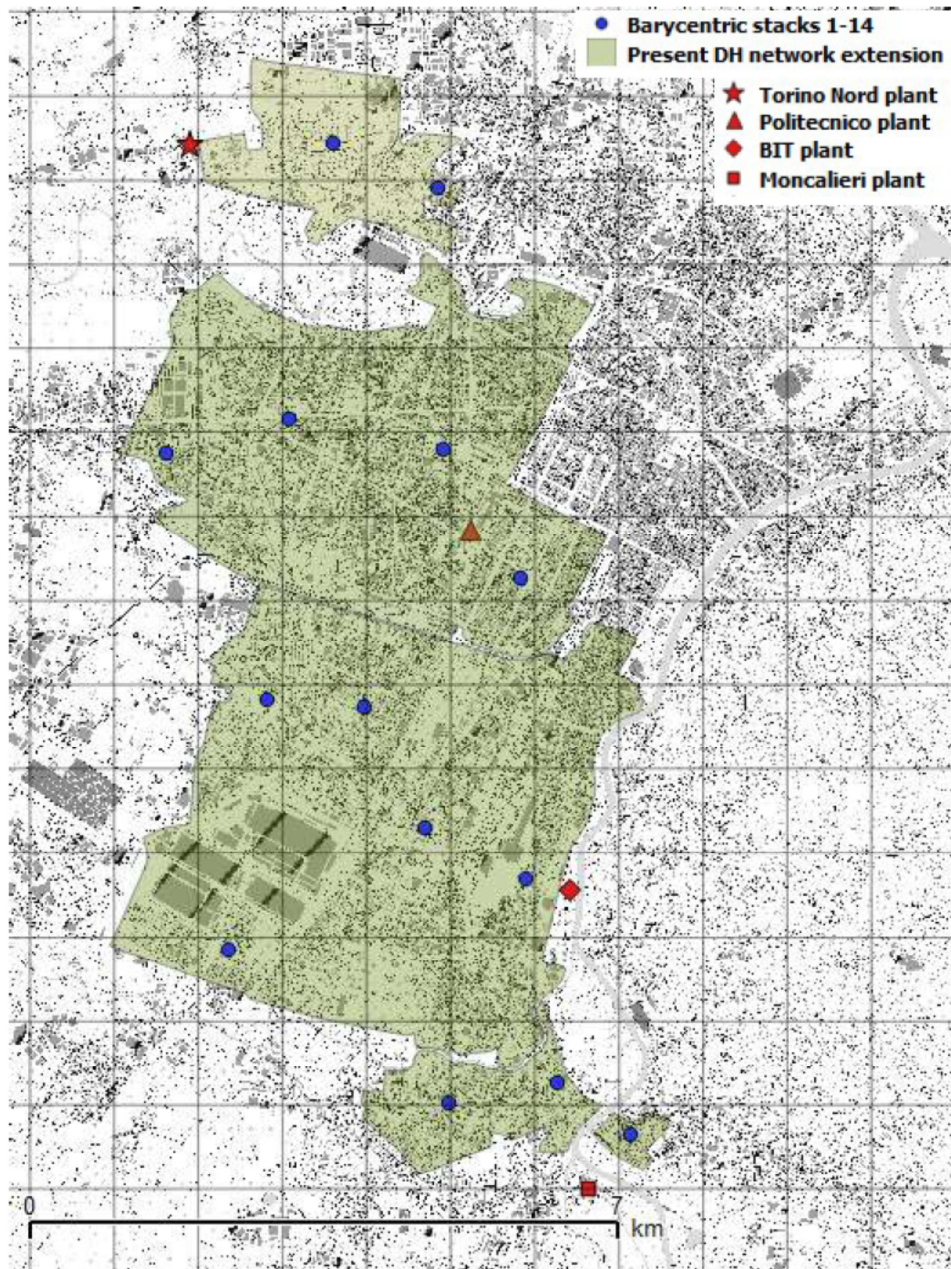 Barycentric stacks 1-14
Present DH network extension
Torino Nord plant
Politecnico plant
BIT plant
Moncalieri plant
0
7
km